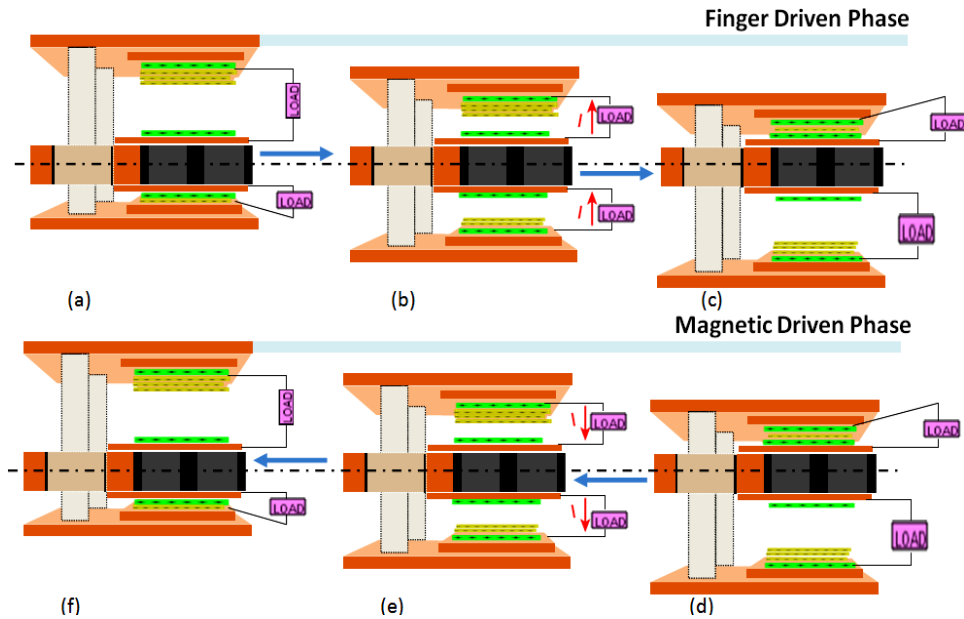 Finger Driven Phase
LOAD
LOAD
I
LOAD
I
LOAD
LOAD
LOAD
(a)
(b)
(c)
Magnetic Driven Phase
LOAD
LOAD
I
LOAD
I
LOAD
LOAD
LOAD
(f)
(e)
(d)